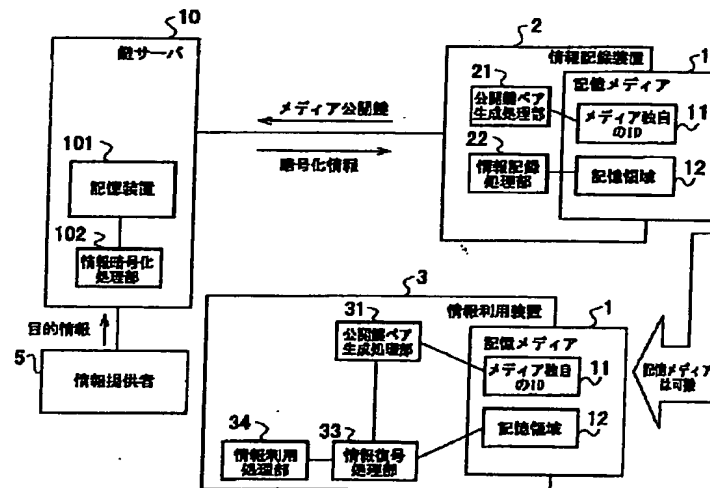 10
鍵サーバ
101
記憶装置
102
情報暗号化
処理部
目的情報
5
情報提供者
メディア公開鍵
暗号化情報
2
情報記録装置
21
公開鍵ペア
生成処理部
22
情報記録
処理部
1
記憶メディア
メディア独自
のID
11
記憶領域
12
3
情報利用装置
31
公開鍵ペア
生成処理部
34
情報利用
処理部
33
情報復号
処理部
1
記憶メディア
メディア独自
のID
11
記憶領域
12
記憶メディア
は可搬